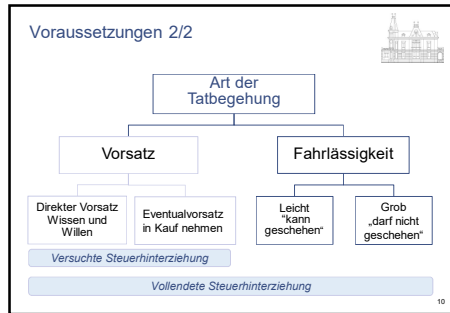 Voraussetzungen 2/2
Art der
Tatbegehung
Vorsatz
Fahrlässigkeit
Direkter Vorsatz
Wissen und
Willen
Eventualvorsatz
in Kauf nehmen
Leicht
“kann
geschehen“
Grob
„darf nicht
geschehen“
Versuchte Steuerhinterziehung
Vollendete Steuerhinterziehung
10